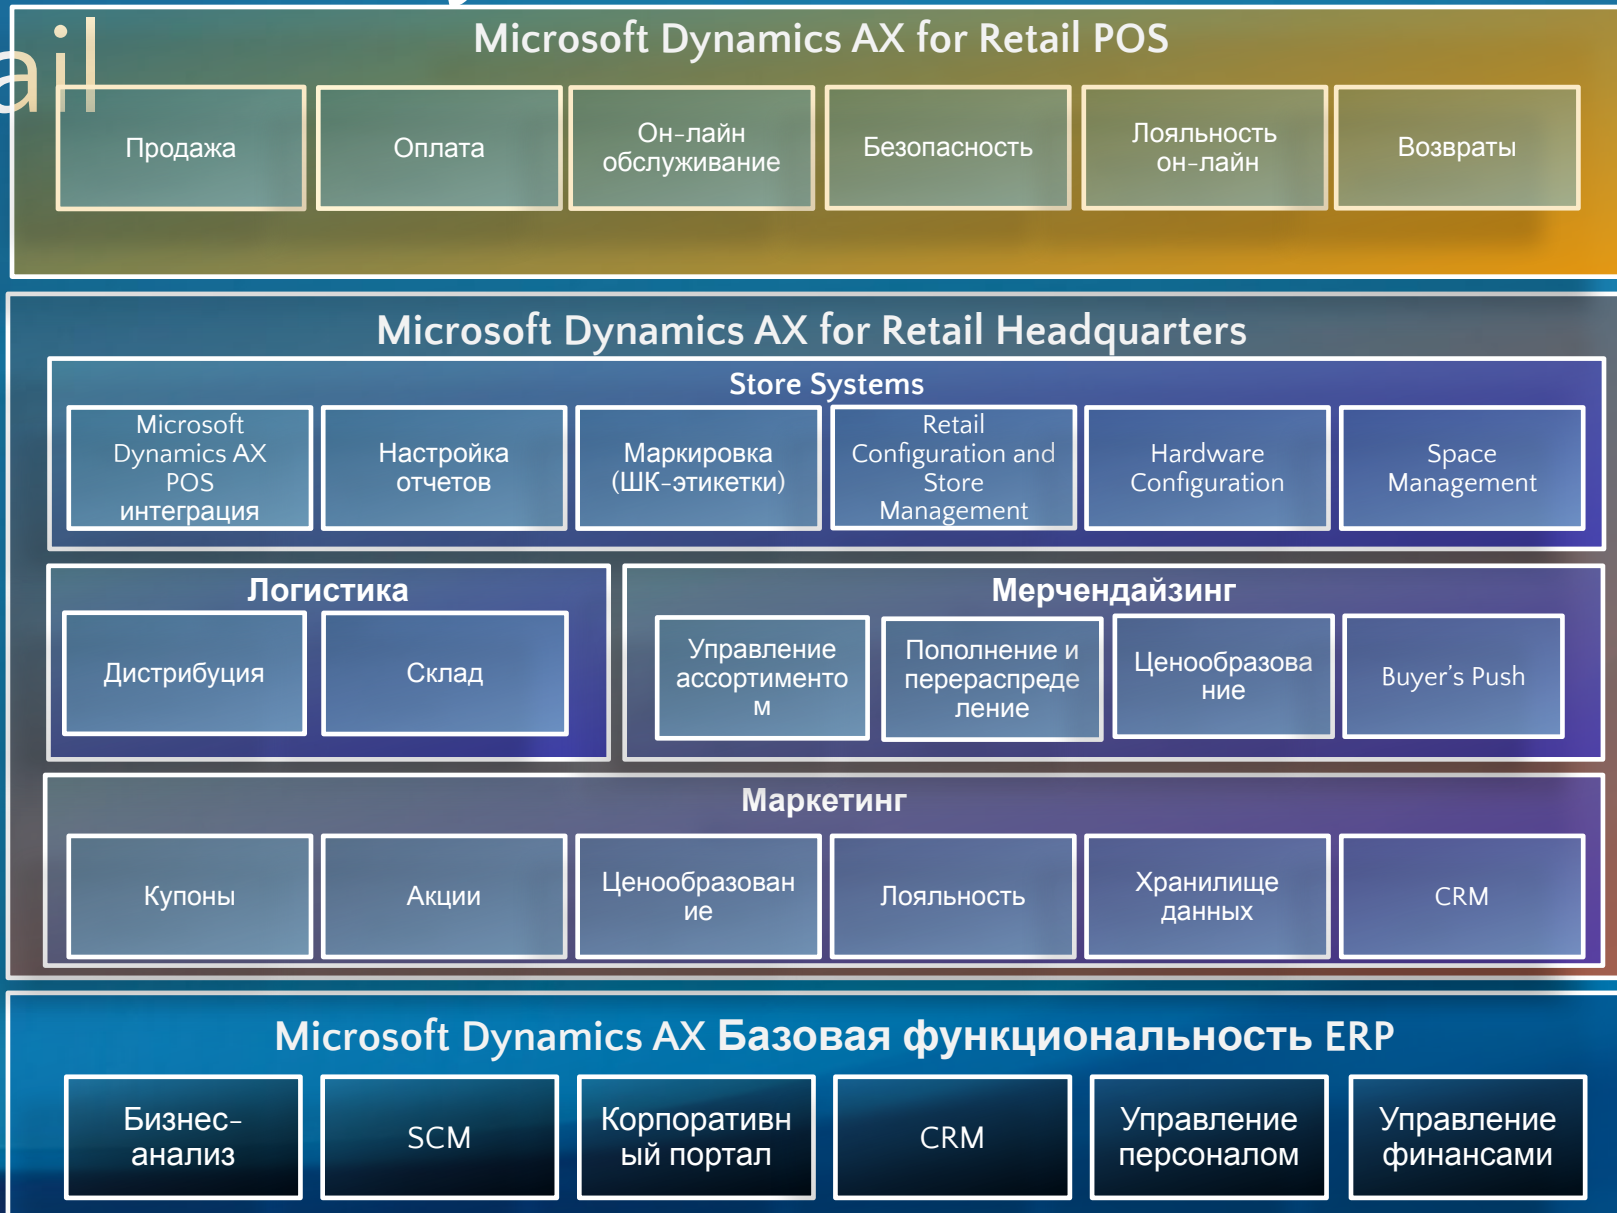 ail
Microsoft Dynamics AX for Retail POS
Продажа
Оплата
Он-лайн
обслуживание
Безопасность
Лояльность
он-лайн
Возвраты
Microsoft Dynamics AX for Retail Headquarters
Store Systems
Microsoft
Dynamics AX
POS
интеграция
Настройка
отчетов
Маркировка
(ШК-этикетки)
Retail
Configuration and
Store
Management
Hardware
Configuration
Space
Management
Логистика
Дистрибуция
Склад
Мерчендайзинг
Управление
ассортименто
м
Пополнение и
перераспреде
ление
Ценообразова
ние
Buyer's Push
Маркетинг
Купоны
Акции
Ценообразован
ие
Лояльность
Хранилище
данных
CRM
Microsoft Dynamics AX Базовая функциональность ERP
Бизнес-
анализ
SCM
Корпоративн
ый портал
CRM
Управление
персоналом
Управление
финансами